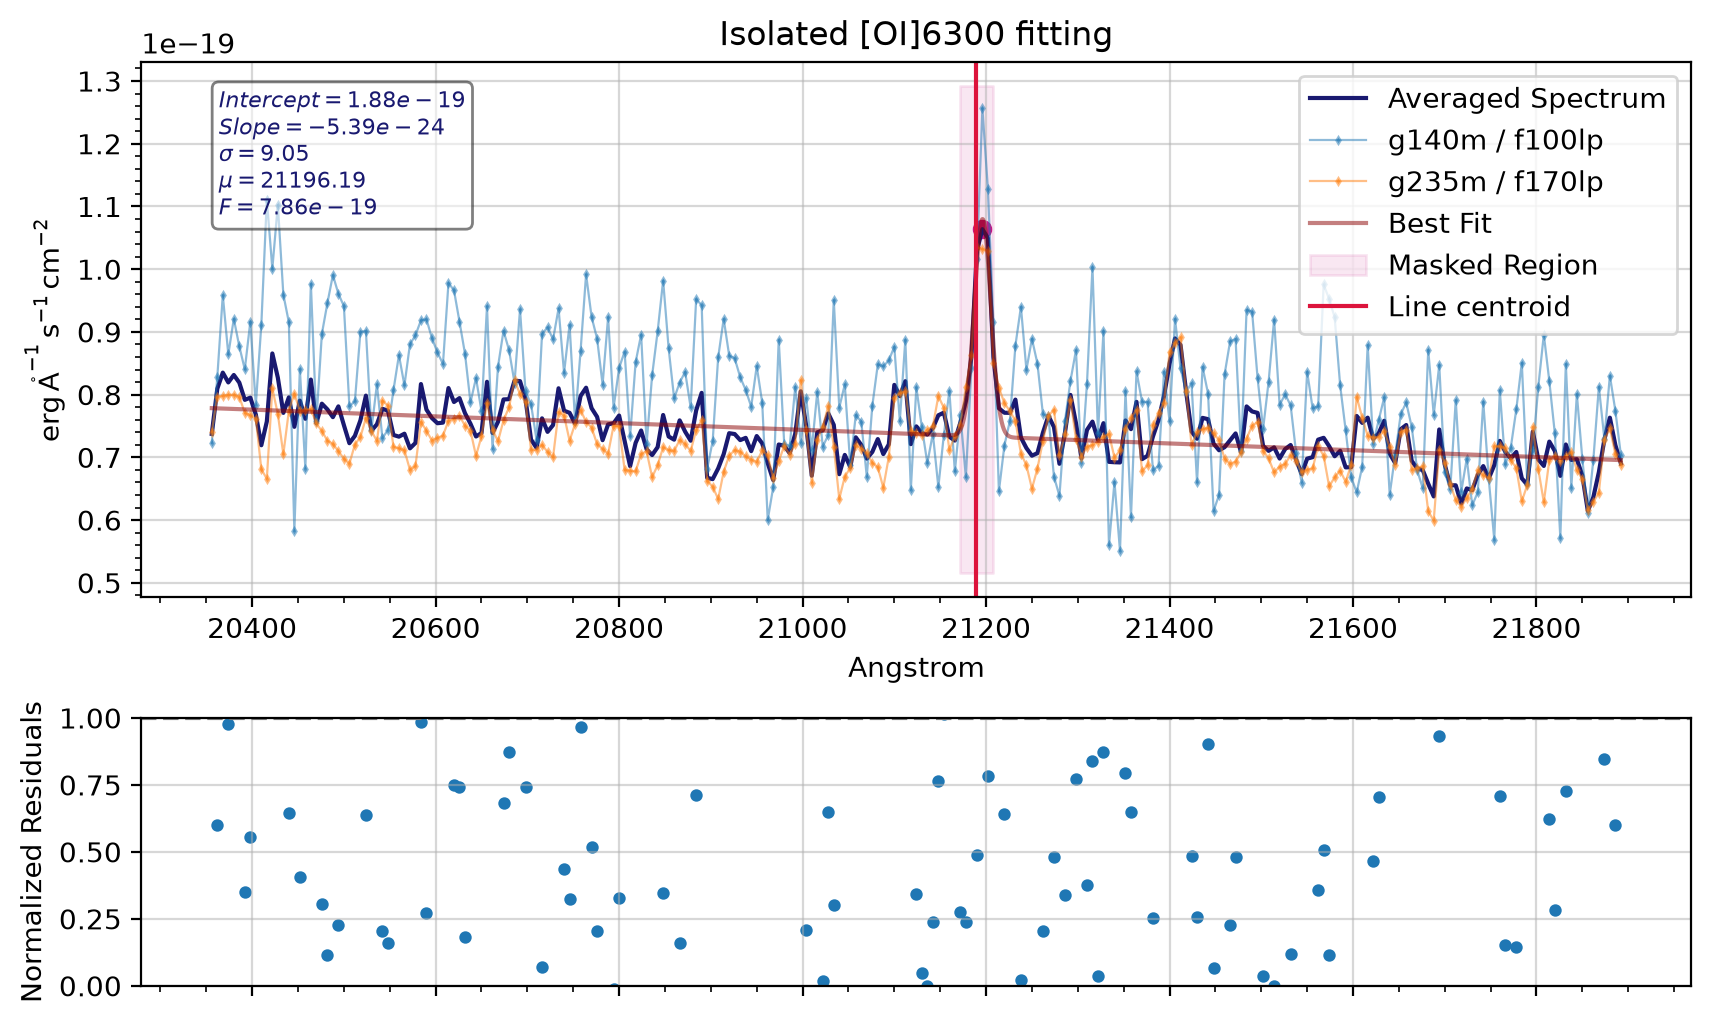 Isolated [OI]6300 fitting
1e−19
Intercept = 1.88e − 19
Slope = −5.39e − 24
σ = 9.05
μ = 21196.19
F = 7.86e − 19
Averaged Spectrum
g140m / f100lp
g235m / f170lp
Best Fit
Masked Region
Line centroid
erg Å⁻¹ s⁻¹ cm⁻²
1.3
1.2
1.1
1.0
0.9
0.8
0.7
0.6
0.5
20400 20600 20800 21000 21200 21400 21600 21800
Angstrom
Normalized Residuals
1.00
0.75
0.50
0.25
0.00